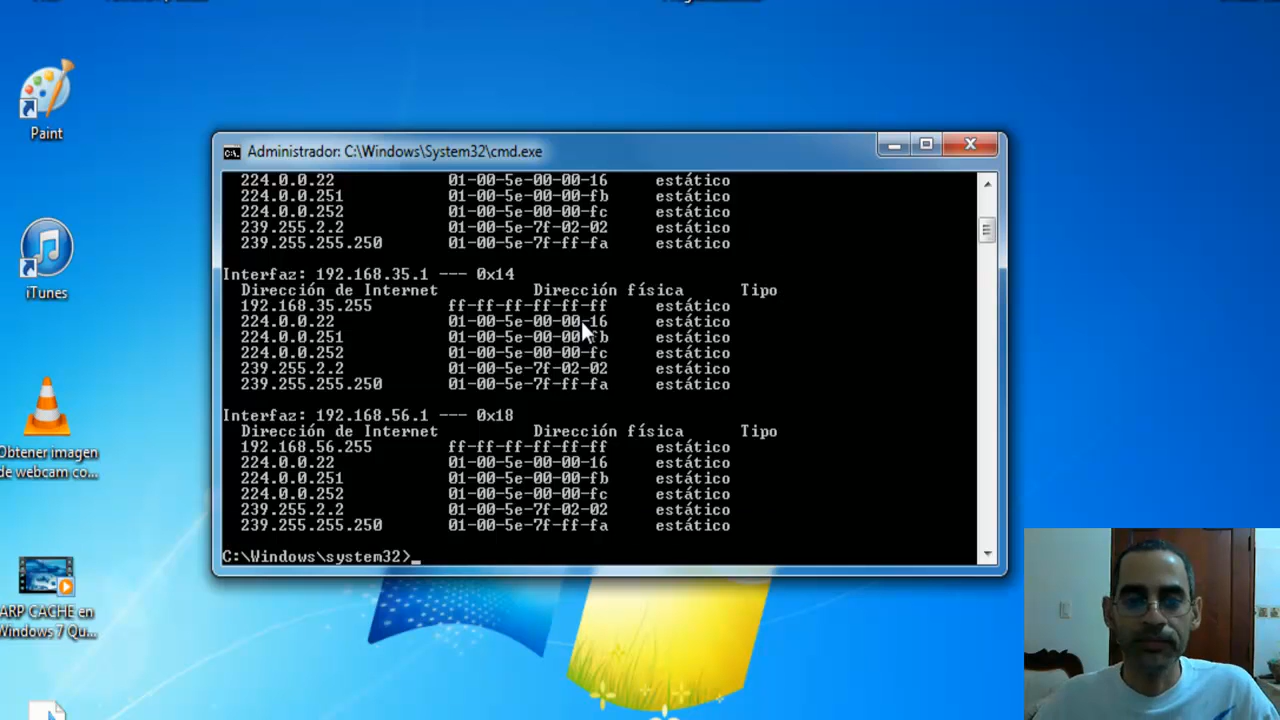 Paint
iTunes
Obtener imagen
de webcam co...
ARP CACHE en
Windows 7 Qu...
Administrador: C:\Windows\System32\cmd.exe
224.0.0.22 01-00-5e-00-00-16 estático
224.0.0.251 01-00-5e-00-00-fb estático
224.0.0.252 01-00-5e-00-00-fc estático
239.255.2.2 01-00-5e-7f-02-02 estático
239.255.255.250 01-00-5e-7f-ff-fa estático
Interfaz: 192.168.35.1 --- 0x14
Dirección de Internet Dirección física Tipo
192.168.35.255 ff-ff-ff-ff-ff-ff estático
224.0.0.22 01-00-5e-00-00-16 estático
224.0.0.251 01-00-5e-00-00-fb estático
224.0.0.252 01-00-5e-00-00-fc estático
239.255.2.2 01-00-5e-7f-02-02 estático
239.255.255.250 01-00-5e-7f-ff-fa estático
Interfaz: 192.168.56.1 --- 0x18
Dirección de Internet Dirección física Tipo
192.168.56.255 ff-ff-ff-ff-ff-ff estático
224.0.0.22 01-00-5e-00-00-16 estático
224.0.0.251 01-00-5e-00-00-fb estático
224.0.0.252 01-00-5e-00-00-fc estático
239.255.2.2 01-00-5e-7f-02-02 estático
239.255.255.250 01-00-5e-7f-ff-fa estático
C:\Windows\system32>_